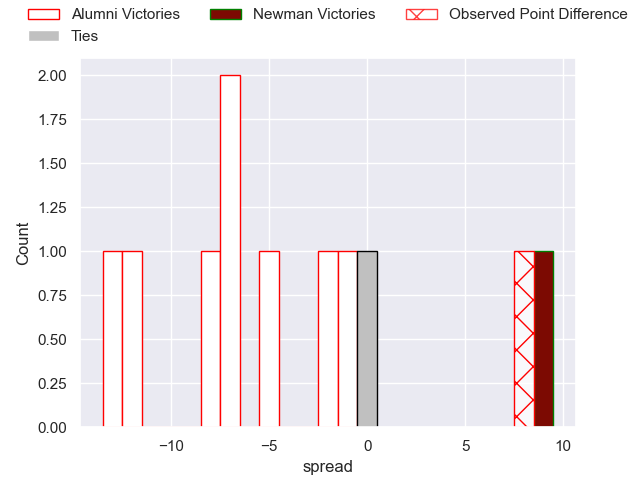 Alumni Victories Newman Victories Observed Point Difference
Ties
2.00
1.75
1.50
1.25
1.00
0.75
0.50
0.25
0.00
Count
−10 −5 0 5 10
spread